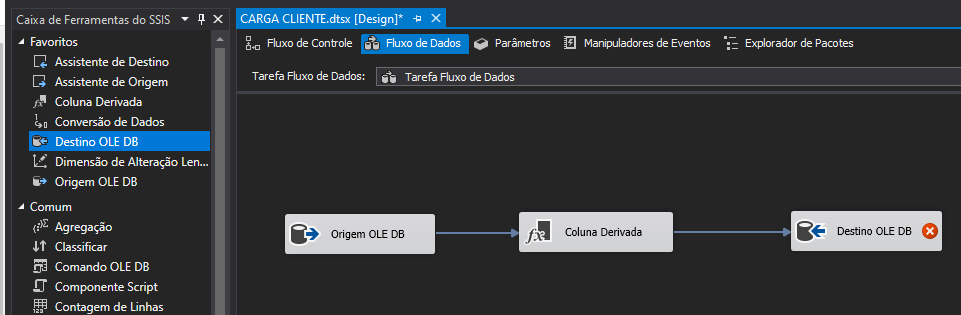 Caixa de Ferramentas do SSIS
Favoritos
Assistente de Destino
Assistente de Origem
Coluna Derivada
Conversão de Dados
Destino OLE DB
Dimensão de Alteração Len...
Origem OLE DB
Comum
Agregação
Classificar
Comando OLE DB
Componente Script
Contagem de Linhas
CARGA CLIENTE.dtsx [Design]*
Fluxo de Controle Fluxo de Dados Parâmetros Manipuladores de Eventos Explorador de Pacotes
Tarefa Fluxo de Dados: Tarefa Fluxo de Dados
Origem OLE DB Coluna Derivada Destino OLE DB